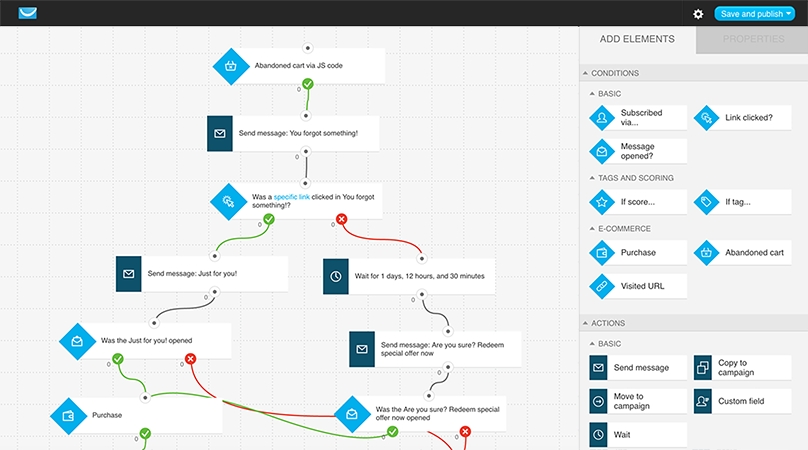 Save and publish
ADD ELEMENTS
PROPERTIES
Abandoned cart via JS code
0
Send message: You forgot something!
0
Was a specific link clicked in You forgot
something!?
0
0
Send message: Just for you!
0
Wait for 1 days, 12 hours, and 30 minutes
0
Was the Just for you! opened
0
0
Send message: Are you sure? Redeem
special offer now
0
Purchase
0
Was the Are you sure? Redeem special
offer now opened
0
0
CONDITIONS
BASIC
Subscribed
via...
Link clicked?
Message
opened?
TAGS AND SCORING
If score...
If tag...
E-COMMERCE
Purchase
Abandoned cart
Visited URL
ACTIONS
BASIC
Send message
Copy to
campaign
Move to
campaign
Custom field
Wait